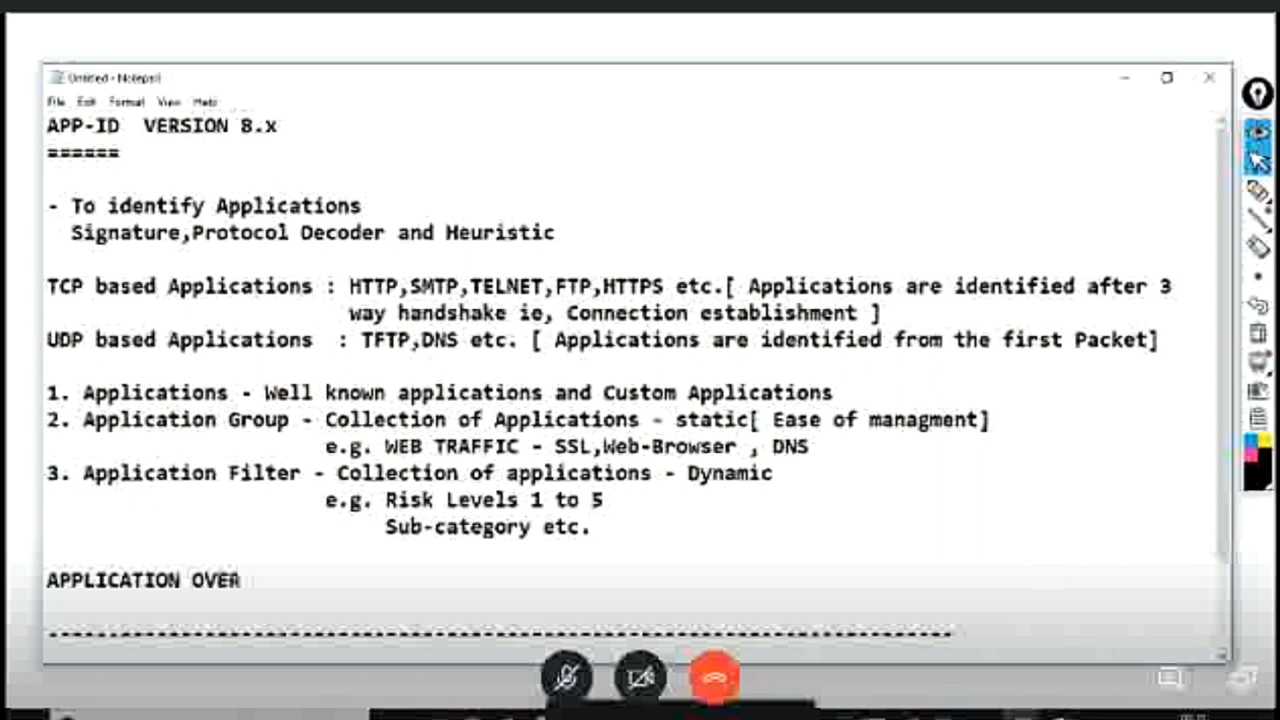 Untitled - Notepad
File Edit Format View Help
APP-ID VERSION 8.x
======
- To identify Applications
Signature,Protocol Decoder and Heuristic
TCP based Applications : HTTP,SMTP,TELNET,FTP,HTTPS etc.[ Applications are identified after 3
way handshake ie, Connection establishment ]
UDP based Applications : TFTP,DNS etc. [ Applications are identified from the first Packet]
1. Applications - Well known applications and Custom Applications
2. Application Group - Collection of Applications - static[ Ease of managment]
e.g. WEB TRAFFIC - SSL,Web-Browser , DNS
3. Application Filter - Collection of applications - Dynamic
e.g. Risk Levels 1 to 5
Sub-category etc.
APPLICATION OVER
---------------------------------------------------------------------------